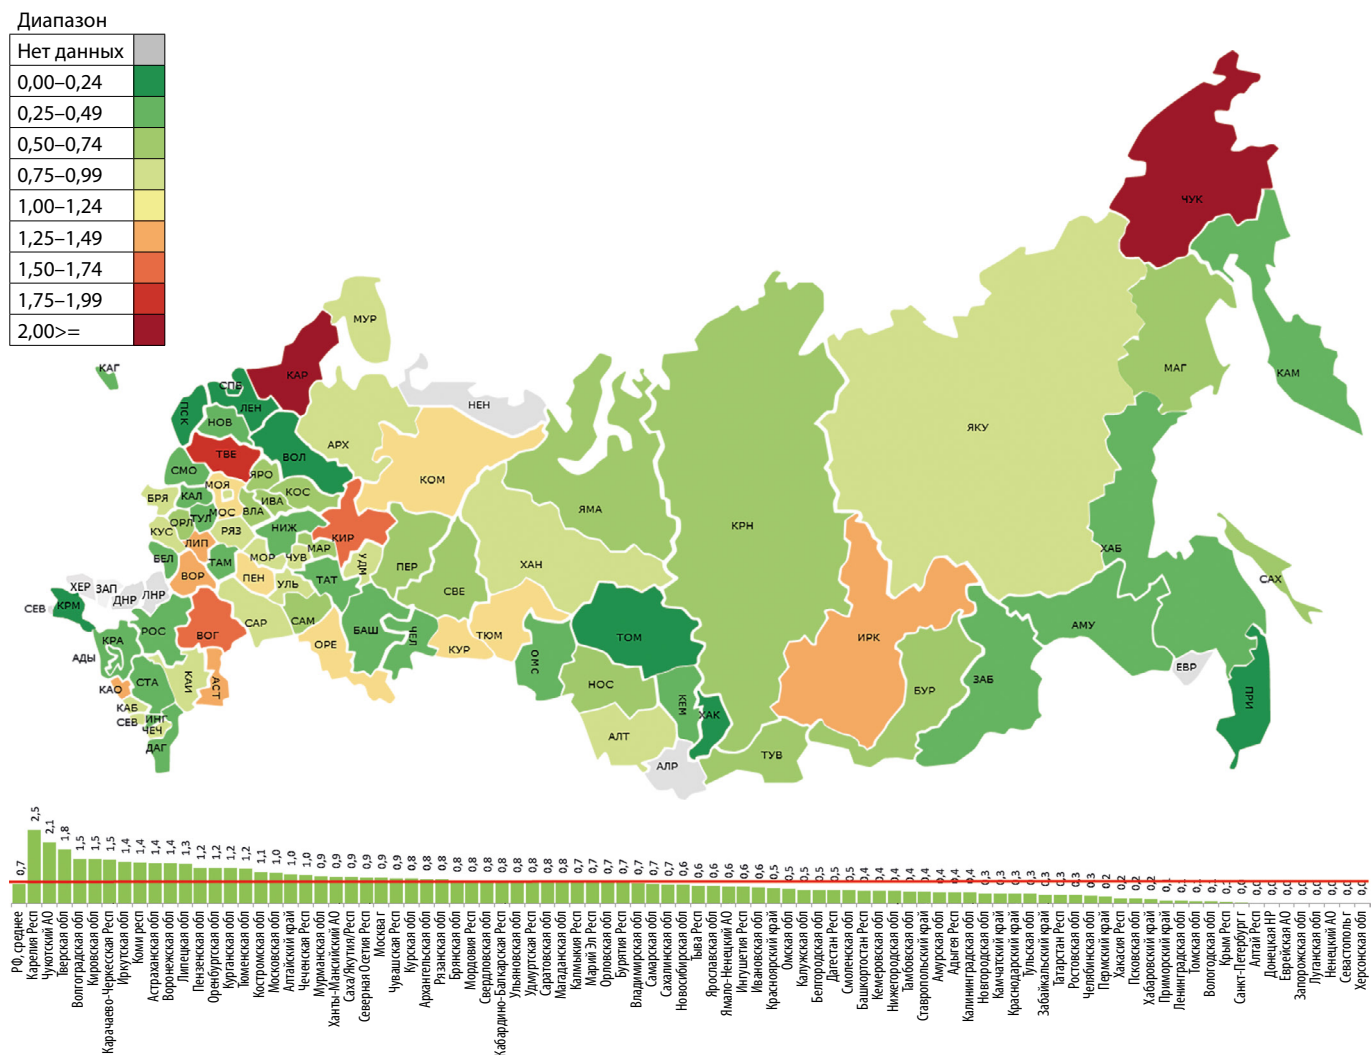 Диапазон
Нет данных
0,00–0,24
0,25–0,49
0,50–0,74
0,75–0,99
1,00–1,24
1,25–1,49
1,50–1,74
1,75–1,99
2,00>=
ЧУК
МУР
КАГ
СПБ
КАР
МАГ
КАМ
ПСК
ЛЕН
НЕН
НОВ
ЯКУ
ТВЕ
ВОЛ
АРХ
СМО
ЯРО
КОМ
МОЯ
БРЯ
КАЛ
ИВА
КОС
МОС
ВЛА
ЯМА
ОРЛ
ТУЛ
КУС
РЯЗ
НИЖ
КРН
ЛИП
КИР
ХАБ
МАР
БЕЛ
ТАМ
МОР
ЧУВ
УДМ
ПЕР
ХАН
ВОР
ПЕН
УЛЬ
ТАТ
САХ
ХЕР
ЗАП
ДНР
ЛНР
СВЕ
СЕВ
КРМ
САР
САМ
АМУ
РОС
ВОГ
БАШ
ЧЕЛ
ТЮМ
ТОМ
ИРК
КРА
ОРЕ
КУР
АДЫ
ОМС
ЕВР
КАО
СТА
КАИ
АСТ
НОС
БУР
ЗАБ
КЕМ
ПРИ
КАБ
ХАК
СЕВ
ИНГ
ЧЕЧ
АЛТ
ДАГ
ТУВ
АЛР
0,7 2,5 2,1 1,8 1,5 1,5 1,5 1,4 1,4 1,4 1,4 1,3 1,2 1,2 1,2 1,2 1,1 1,0 1,0 1,0 0,9 0,9 0,9 0,9 0,9 0,9 0,8 0,8 0,8 0,8 0,8 0,8 0,8 0,8 0,8 0,8 0,8 0,7 0,7 0,7 0,7 0,7 0,7 0,7 0,6 0,6 0,6 0,6 0,6 0,6 0,5 0,5 0,5 0,5 0,5 0,5 0,4 0,4 0,4 0,4 0,4 0,4 0,4 0,4 0,3 0,3 0,3 0,3 0,3 0,3 0,3 0,3 0,2 0,2 0,2 0,2 0,1 0,1 0,1 0,1 0,1 0,0 0,0 0,0 0,0 0,0 0,0 0,0 0,0 0,0
РФ, среднее
Карелия Респ
Чукотский АО
Тверская обл
Волгоградская обл
Кировская обл
Карачаево-Черкесская Респ
Иркутская обл
Коми респ
Астраханская обл
Воронежская обл
Липецкая обл
Пензенская обл
Оренбургская обл
Курганская обл
Тюменская обл
Костромская обл
Московская обл
Алтайский край
Чеченская Респ
Мурманская обл
Ханты-Мансийский АО
Саха/Якутия/Респ
Северная Осетия Респ
Москва г
Чувашская Респ
Курская обл
Архангельская обл
Рязанская обл
Брянская обл
Мордовия Респ
Свердловская обл
Кабардино-Балкарская Респ
Ульяновская обл
Удмуртская Респ
Саратовская обл
Магаданская обл
Калмыкия Респ
Марий Эл Респ
Орловская обл
Бурятия Респ
Владимирская обл
Самарская обл
Сахалинская обл
Новосибирская обл
Тыва Респ
Ярославская обл
Ямало-Ненецкий АО
Ингушетия Респ
Ивановская обл
Красноярский край
Омская обл
Калужская обл
Белгородская обл
Дагестан Респ
Смоленская обл
Башкортостан Респ
Кемеровская обл
Нижегородская обл
Тамбовская обл
Ставропольский край
Амурская обл
Адыгея Респ
Калининградская обл
Новгородская обл
Камчатский край
Краснодарский край
Тульская обл
Забайкальский край
Татарстан Респ
Ростовская обл
Челябинская обл
Пермский край
Хакасия Респ
Псковская обл
Хабаровский край
Приморский край
Ленинградская обл
Томская обл
Вологодская обл
Крым Респ
Санкт-Петербург г
Алтай Респ
Донецкая НР
Еврейская АО
Запорожская обл
Луганская обл
Ненецкий АО
Севастополь г
Херсонская обл